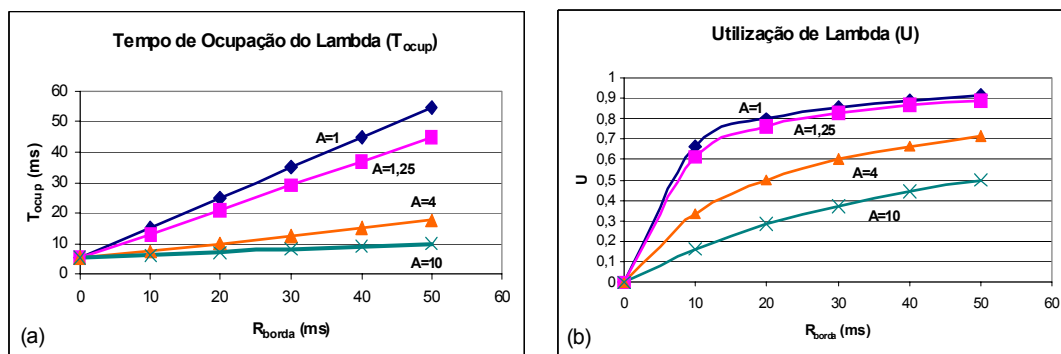 Tempo de Ocupação do Lambda (Tocup)
60
50
40
30
20
10
0
Tocup (ms)
A=1
A=1,25
A=4
A=10
0 10 20 30 40 50 60
Rborda (ms)
(a)
Utilização de Lambda (U)
1
0,9
0,8
0,7
0,6
0,5
0,4
0,3
0,2
0,1
0
U
A=1
A=1,25
A=4
A=10
0 10 20 30 40 50 60
Rborda (ms)
(b)